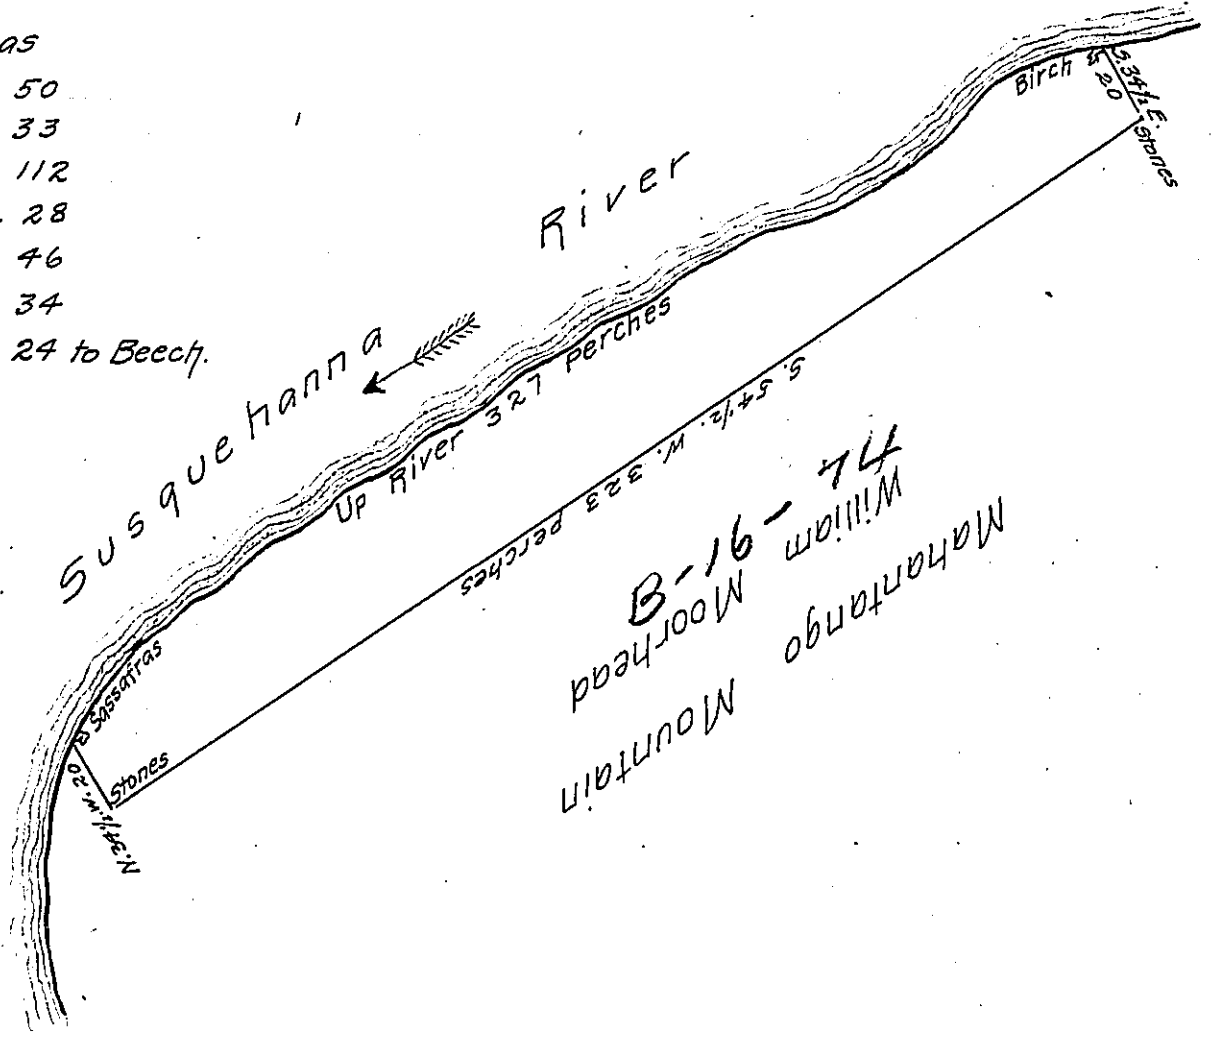 as
50
33
112
. 28
46
34
24 to Beech.
Susquehanna River
Birch
S. 34½ E.
20
Stones
Up River 327 Perches
S. 54½. W. 323 perches
Sassafras
Stones
N. 34½. W. 20
B-16-74
William Moorhead
Mahantango Mountain